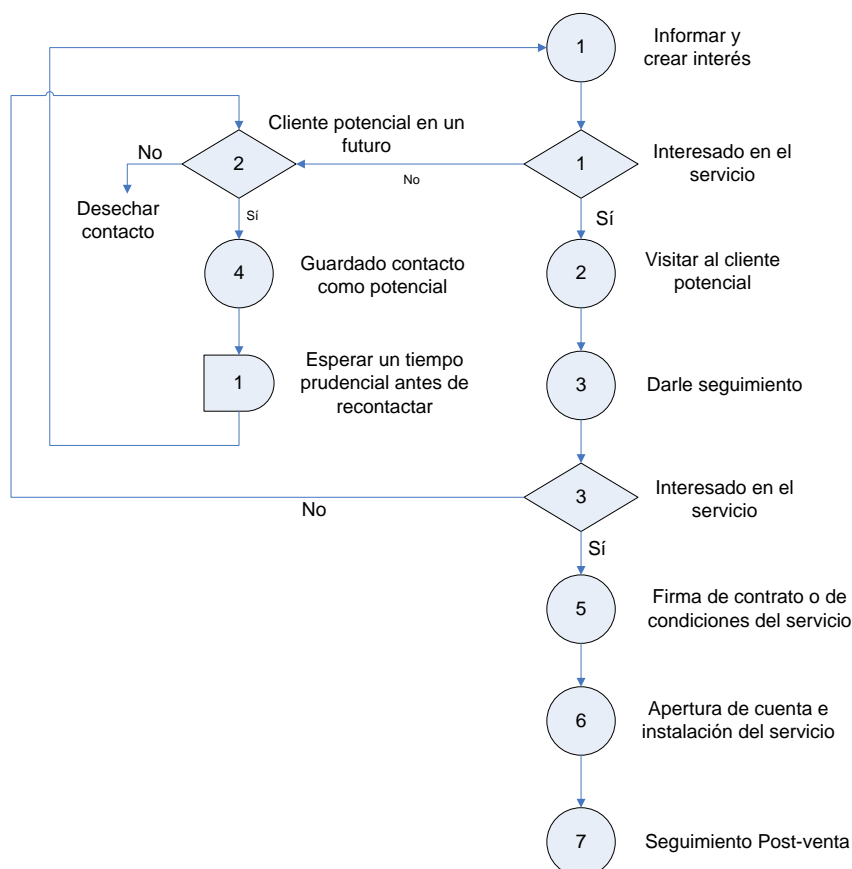 1
Informar y
crear interés
Cliente potencial en un
futuro
No
2
No
1
Interesado en el
servicio
Desechar
contacto
Sí
Sí
4
Guardado contacto
como potencial
2
Visitar al cliente
potencial
1
Esperar un tiempo
prudencial antes de
recontactar
3
Darle seguimiento
No
3
Interesado en el
servicio
Sí
5
Firma de contrato o de
condiciones del servicio
6
Apertura de cuenta e
instalación del servicio
7
Seguimiento Post-venta